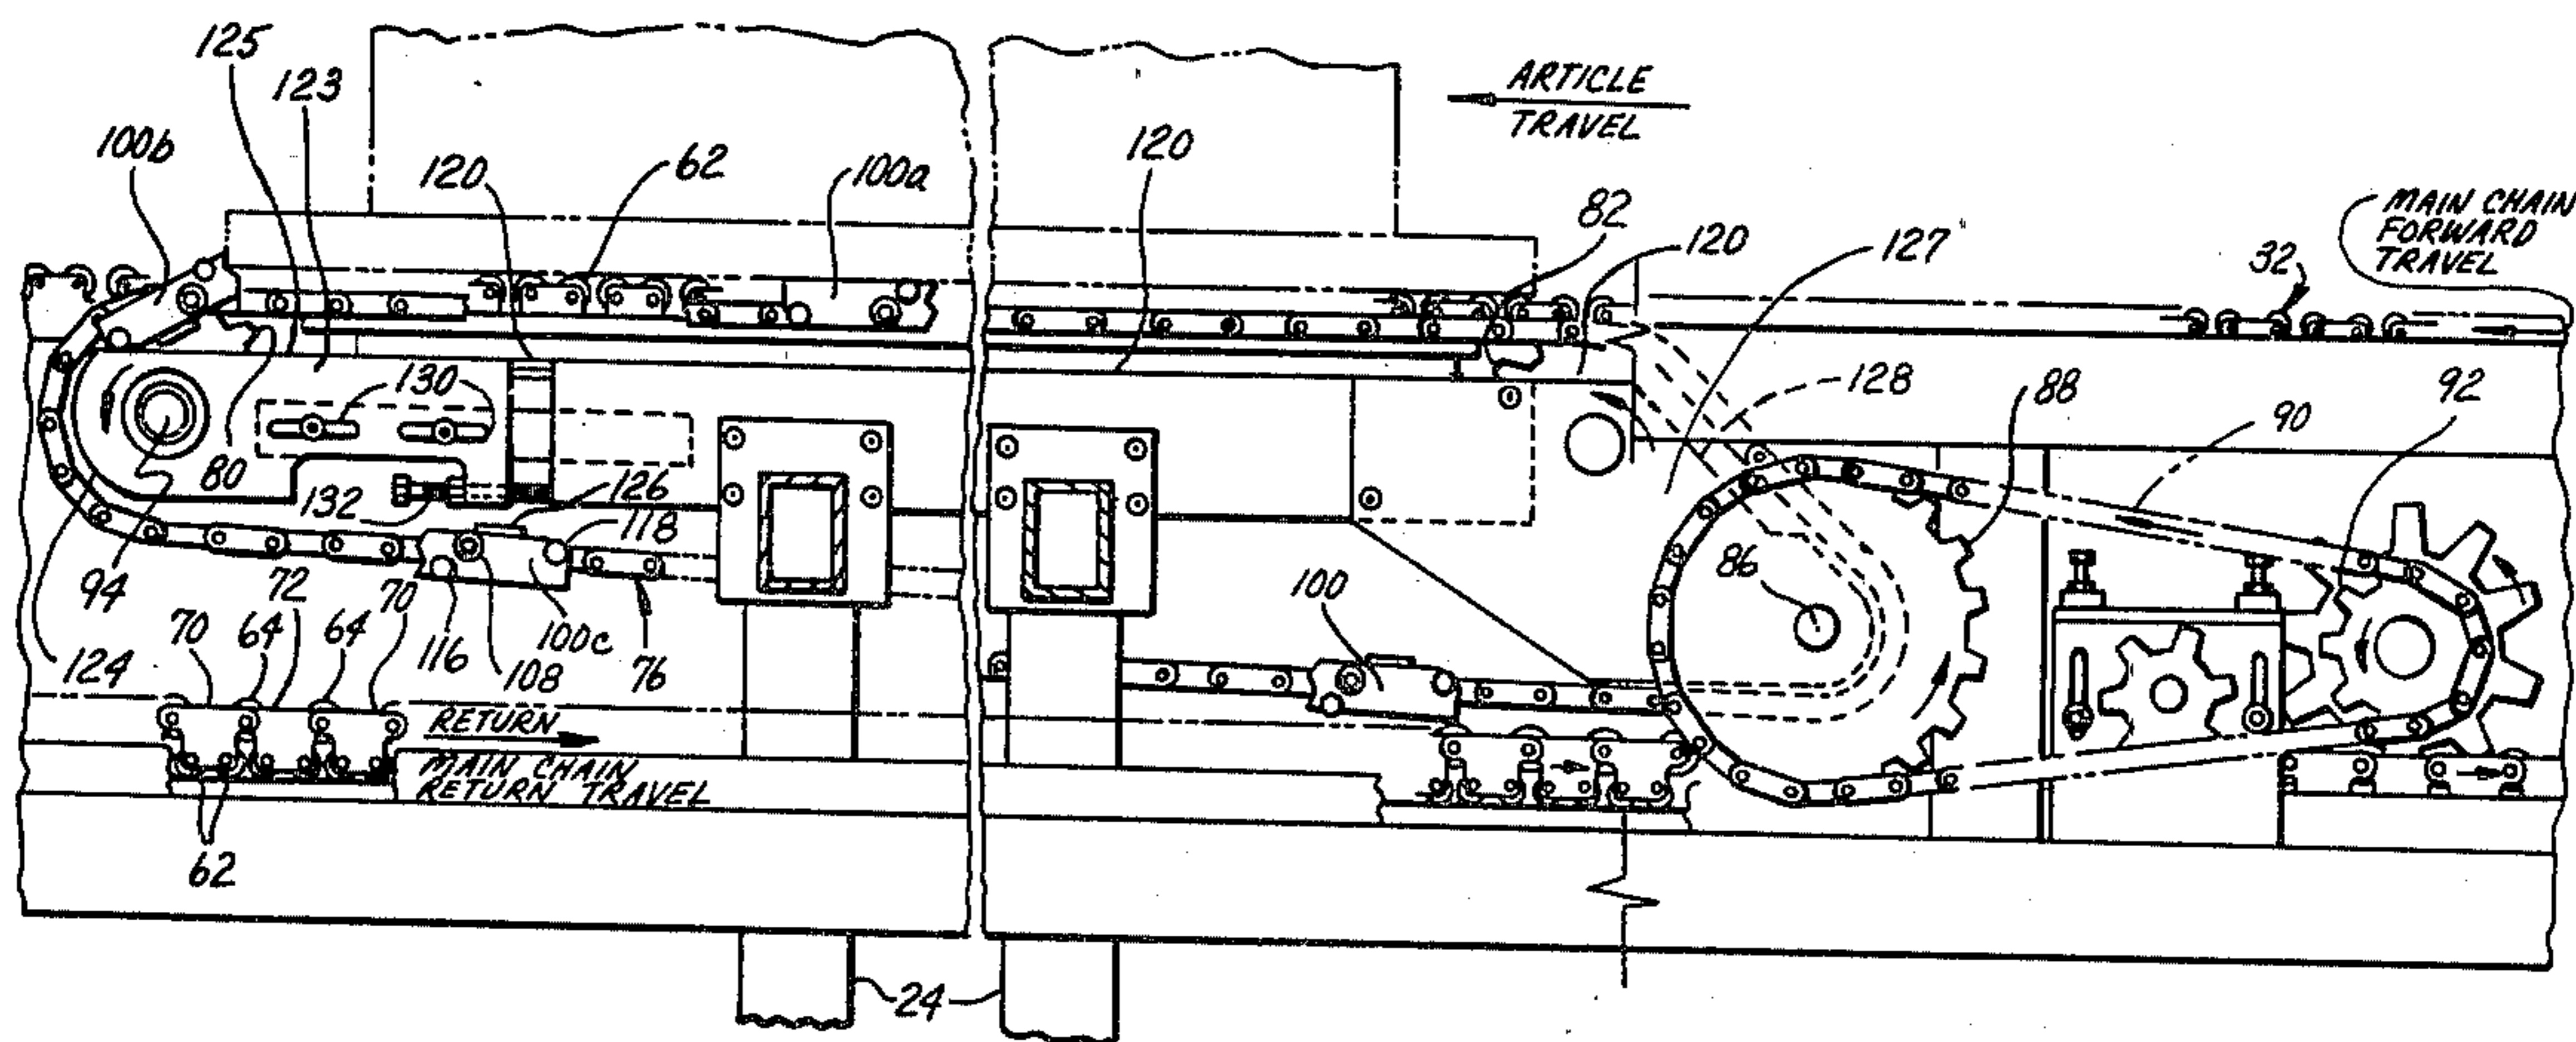 125
123
100b
120
62
100a
ARTICLE
TRAVEL
120
82
120
127
32
MAIN CHAIN
FORWARD
TRAVEL
130
80
128
88
90
92
132
126
118
86
94
72
70
100
70
64
64
116
108
100c
76
124
RETURN
MAIN CHAIN
RETURN TRAVEL
62
24